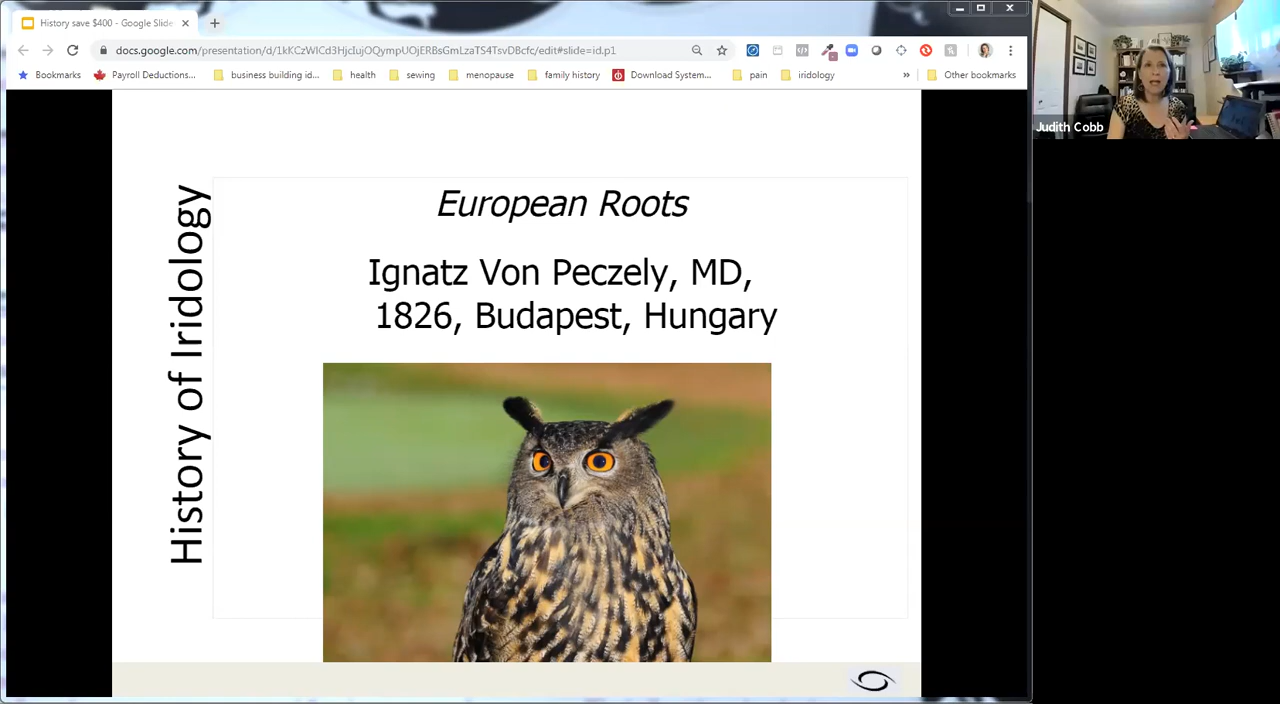 History save $400 - Google Slide
docs.google.com/presentation/d/1kKCzWlCd3HjcIujOQympUOjERBsGmLzaTS4TsvDBcfc/edit#slide=id.p1
Bookmarks
Payroll Deductions...
business building id...
health
sewing
menopause
family history
Download System...
pain
iridology
»
Other bookmarks
Judith Cobb
History of Iridology
European Roots
Ignatz Von Peczely, MD,
1826, Budapest, Hungary